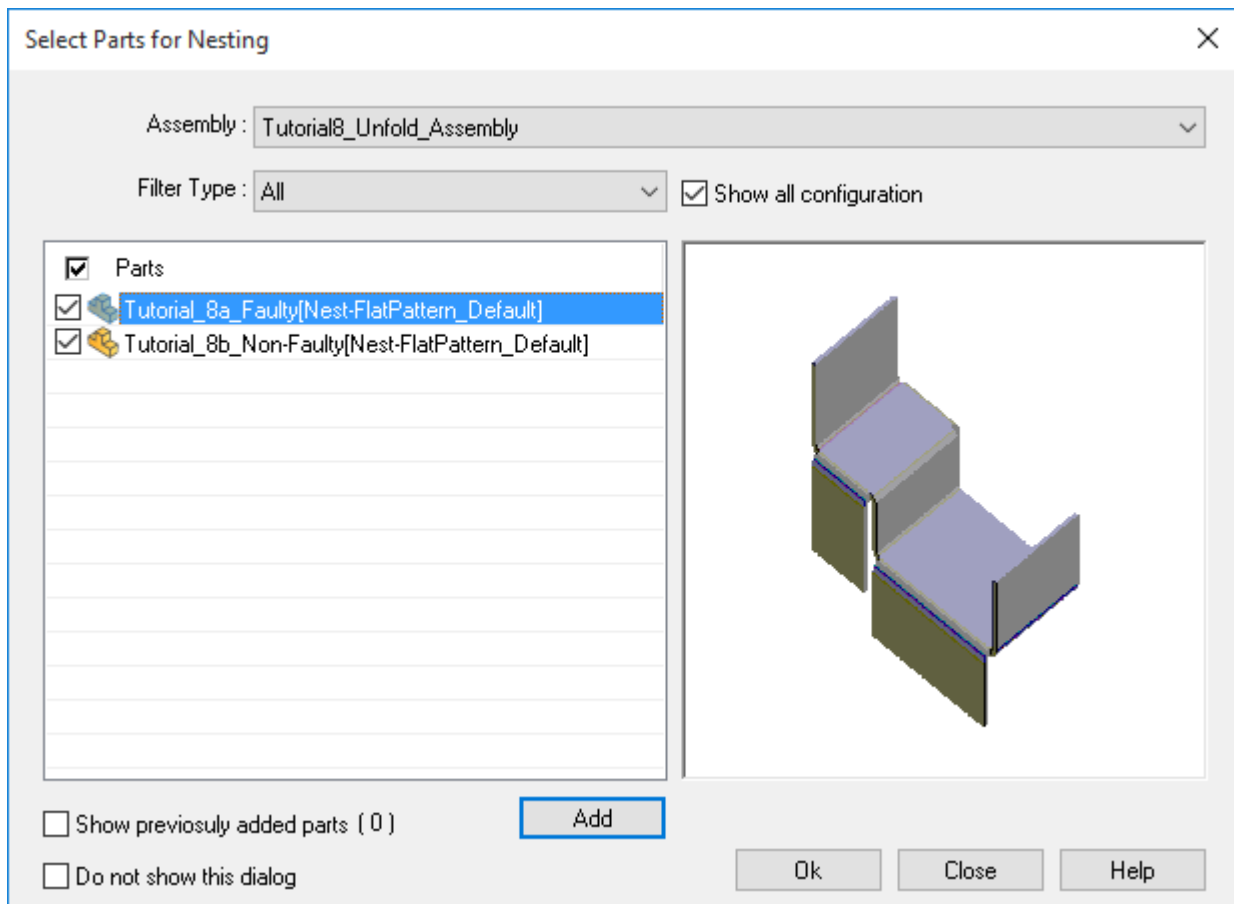 Select Parts for Nesting
Assembly : Tutorial8_Unfold_Assembly
Filter Type : All Show all configuration
Parts
Tutorial_8a_Faulty[Nest-FlatPattern_Default]
Tutorial_8b_Non-Faulty[Nest-FlatPattern_Default]
Show previosuly added parts ( 0 ) Add
Do not show this dialog Ok Close Help